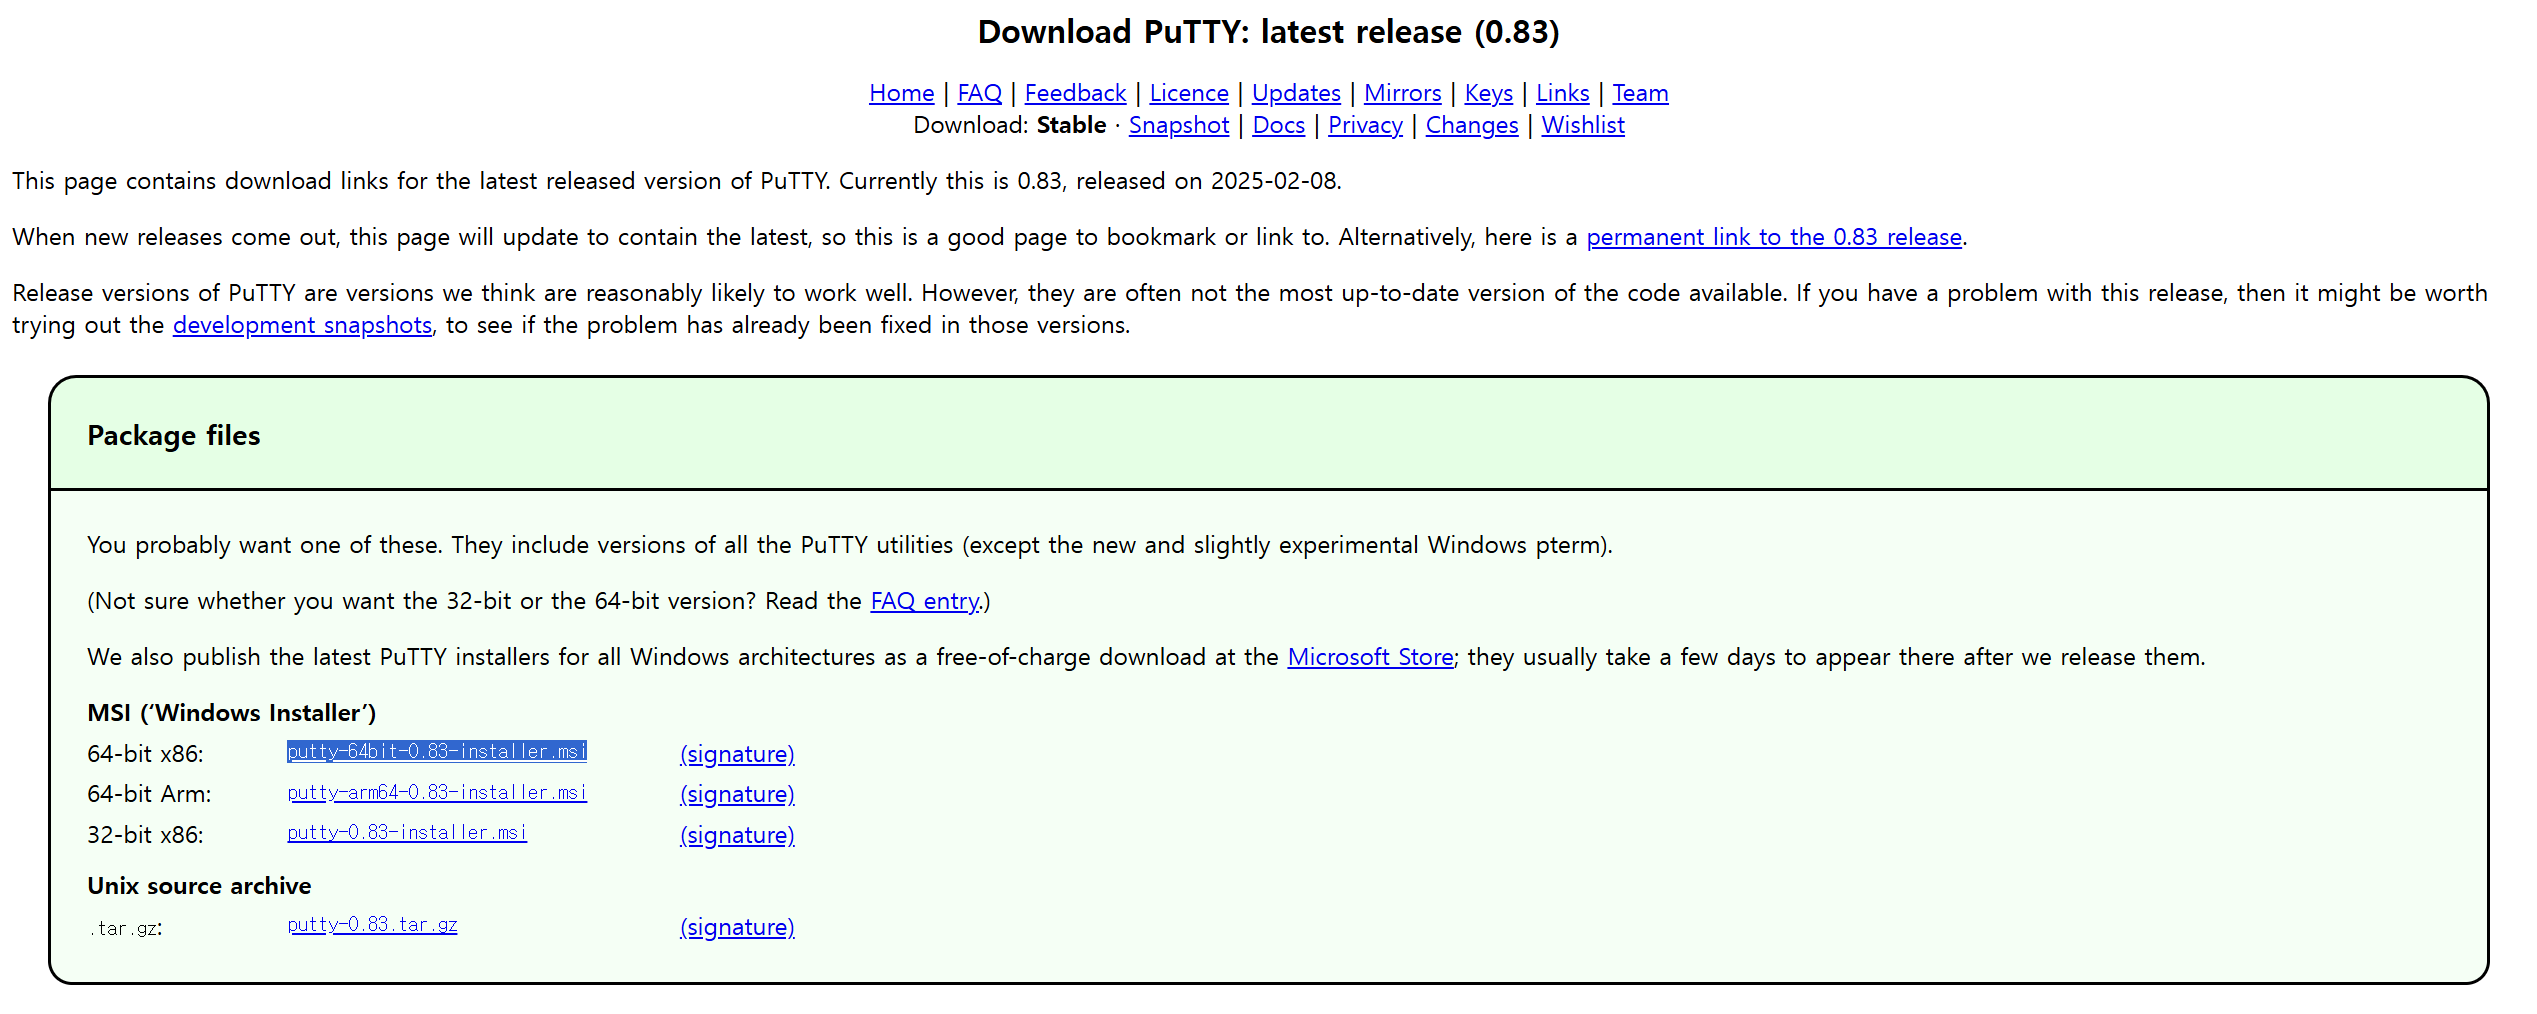 Download PuTTY: latest release (0.83)
Home | FAQ | Feedback | Licence | Updates | Mirrors | Keys | Links | Team
Download: Stable · Snapshot | Docs | Privacy | Changes | Wishlist
This page contains download links for the latest released version of PuTTY. Currently this is 0.83, released on 2025-02-08.
When new releases come out, this page will update to contain the latest, so this is a good page to bookmark or link to. Alternatively, here is a permanent link to the 0.83 release.
Release versions of PuTTY are versions we think are reasonably likely to work well. However, they are often not the most up-to-date version of the code available. If you have a problem with this release, then it might be worth
trying out the development snapshots, to see if the problem has already been fixed in those versions.
Package files
You probably want one of these. They include versions of all the PuTTY utilities (except the new and slightly experimental Windows pterm).
(Not sure whether you want the 32-bit or the 64-bit version? Read the FAQ entry.)
We also publish the latest PuTTY installers for all Windows architectures as a free-of-charge download at the Microsoft Store; they usually take a few days to appear there after we release them.
MSI (‘Windows Installer’)
64-bit x86: putty-64bit-0.83-installer.msi (signature)
64-bit Arm: putty-arm64-0.83-installer.msi (signature)
32-bit x86: putty-0.83-installer.msi (signature)
Unix source archive
.tar.gz: putty-0.83.tar.gz (signature)